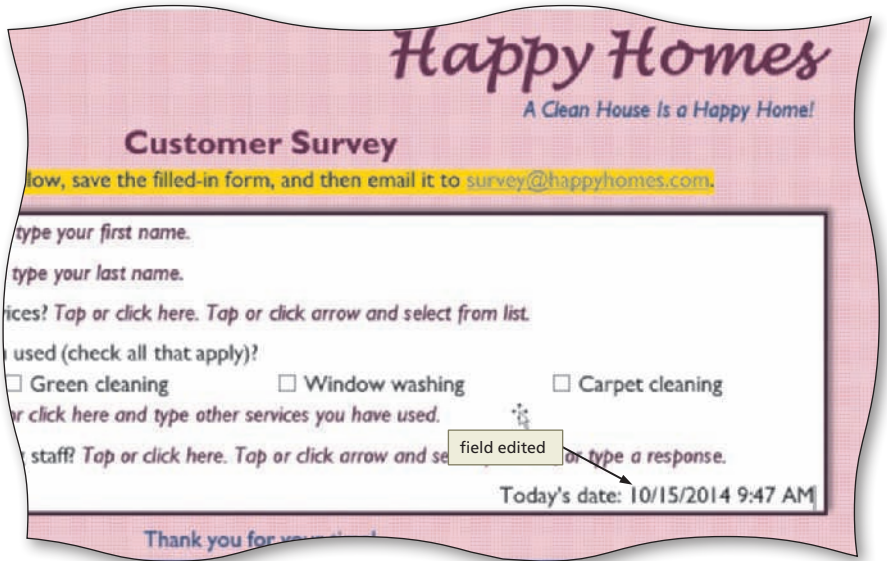 Happy Homes
A Clean House Is a Happy Home!
Customer Survey
low, save the filled-in form, and then email it to survey@happyhomes.com.
type your first name.
type your last name.
ices? Tap or click here. Tap or click arrow and select from list.
used (check all that apply)?
☐ Green cleaning ☐ Window washing ☐ Carpet cleaning
r click here and type other services you have used.
staff? Tap or click here. Tap or click arrow and se or type a response.
field edited
Today's date: 10/15/2014 9:47 AM
Thank you for